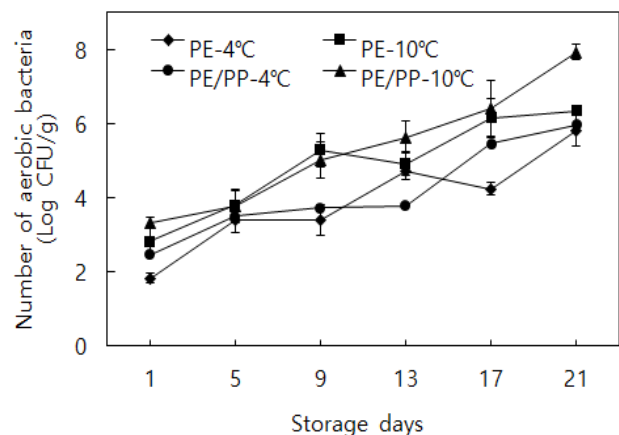 Number of aerobic bacteria
(Log CFU/g)
8
6
4
2
0
PE-4℃
PE-10℃
PE/PP-4℃
PE/PP-10℃
1 5 9 13 17 21
Storage days